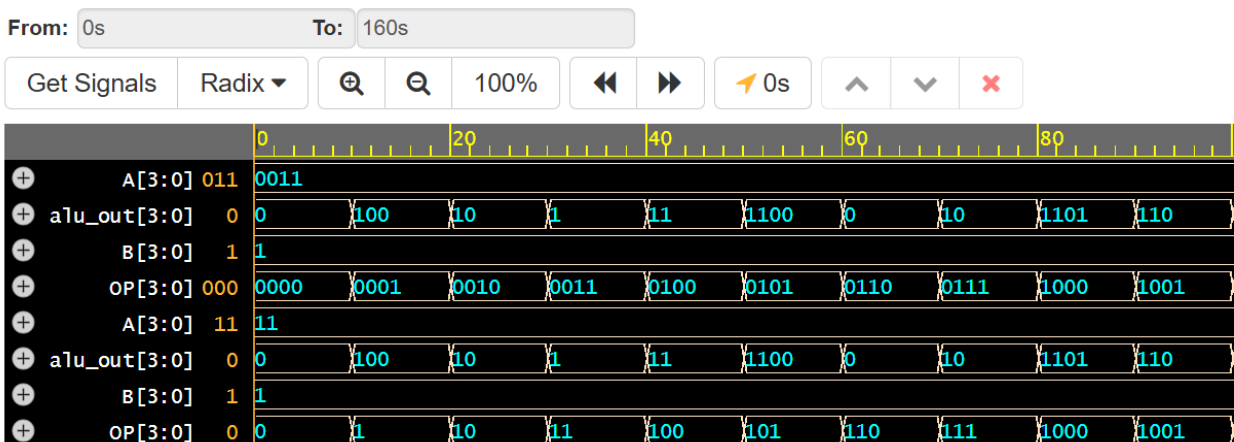 From: 0s To: 160s
Get Signals Radix 100% 0s
0 20 40 60 80
A[3:0] 011 0011
alu_out[3:0] 0 0 100 10 1 11 1100 0 10 1101 110
B[3:0] 1 1
OP[3:0] 000 0000 0001 0010 0011 0100 0101 0110 0111 1000 1001
A[3:0] 11 11
alu_out[3:0] 0 0 100 10 1 11 1100 0 10 1101 110
B[3:0] 1 1
OP[3:0] 0 0 1 10 11 100 101 110 111 1000 1001